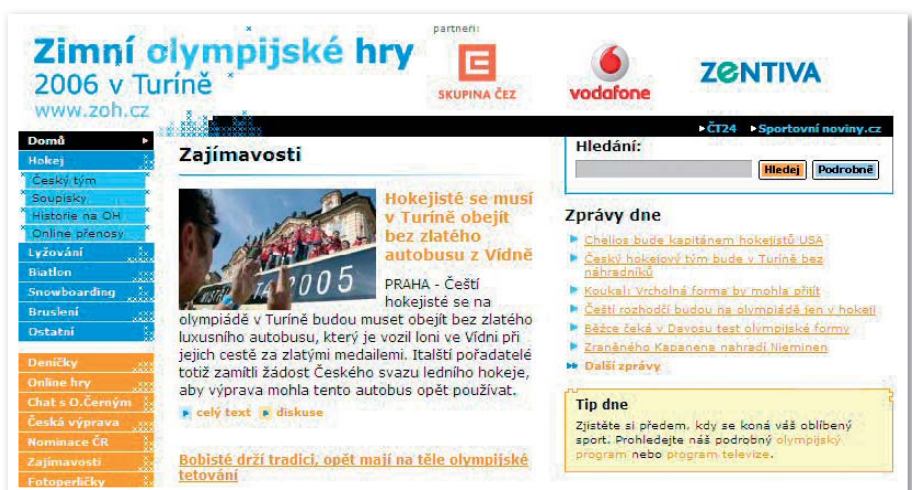 partneři:
Zimní olympijské hry
2006 v Turíně
www.zoh.cz
SKUPINA ČEZ
vodafone
ZENTIVA
ČT24 Sportovní noviny.cz
Domů
Hokej
Český tým
Soupisky
Historie na OH
Online přenosy
Lyžování
Biatlon
Snowboarding
Bruslení
Ostatní
Deníčky
Online hry
Chat s O.Černým
Česká výprava
Nominace ČR
Zajímavosti
Fotoperličky
Zajímavosti
2005
Hokejisté se musí
v Turíně obejít
bez zlatého
autobusu z Vídně
PRAHA - Čeští
hokejisté se na
olympiádě v Turíně budou muset obejít bez zlatého
luxusního autobusu, který je vozil loni ve Vídni při
jejich cestě za zlatými medailemi. Italští pořadatelé
totiž zamítli žádost Českého svazu ledního hokeje,
aby výprava mohla tento autobus opět používat.
celý text diskuse
Bobisté drží tradici, opět mají na těle olympijské
tetování
Hledání:
Hledej Podrobně
Zprávy dne
Chelios bude kapitánem hokejistů USA
Český hokejový tým bude v Turíně bez
náhradníků
Koukal: Vrcholná forma by mohla přijít
Čeští rozhodčí budou na olympiádě jen v hokeji
Běžce čeká v Davosu test olympijské formy
Zraněného Kapanena nahradí Nieminen
Další zprávy
Tip dne
Zjistěte si předem, kdy se koná váš oblíbený
sport. Prohledejte náš podrobný olympijský
program nebo program televize.